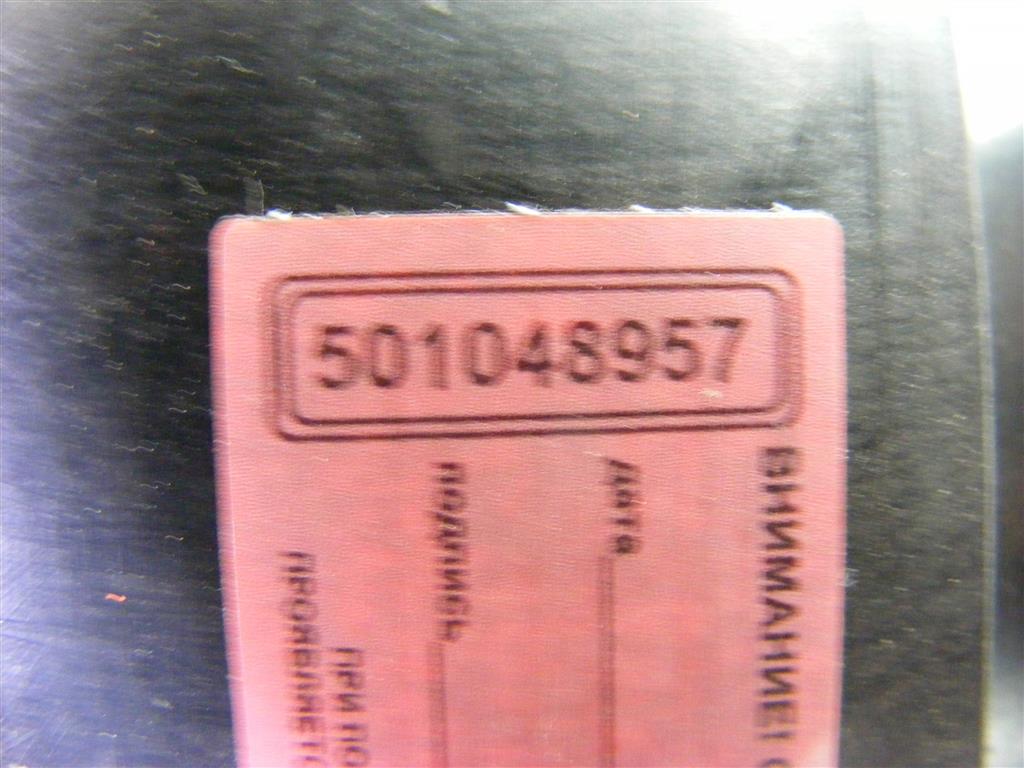 501048957
ВНИМАНИЕ!
Дата
Подпись
ПРИ ПО
ПРОЯВЛЯЕТС